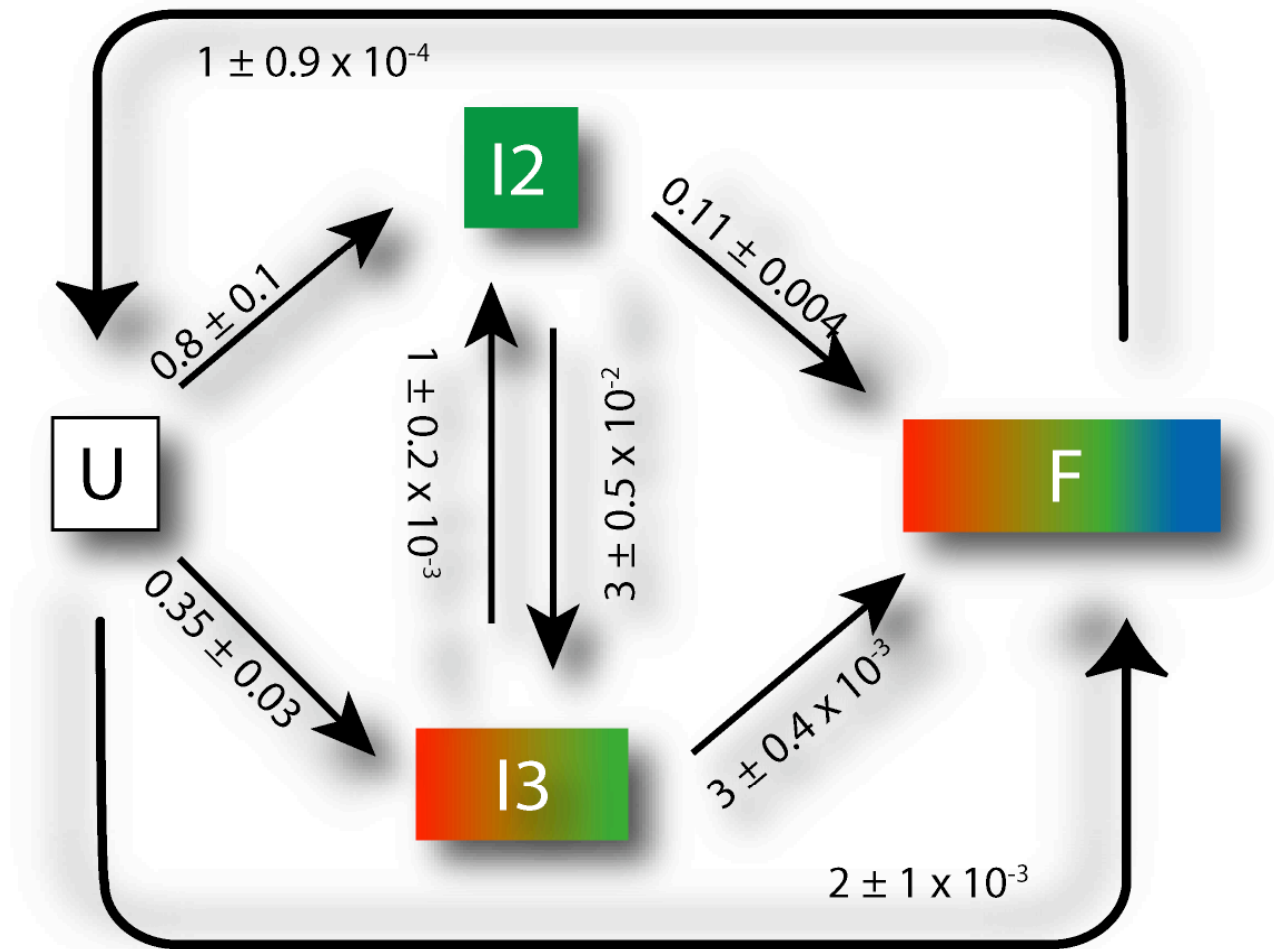 1 ± 0.9 x 10⁻⁴
I2
0.8 ± 0.1
0.11 ± 0.004
1 ± 0.2 x 10⁻³
3 ± 0.5 x 10⁻²
U
F
0.35 ± 0.03
I3
3 ± 0.4 x 10⁻³
2 ± 1 x 10⁻³